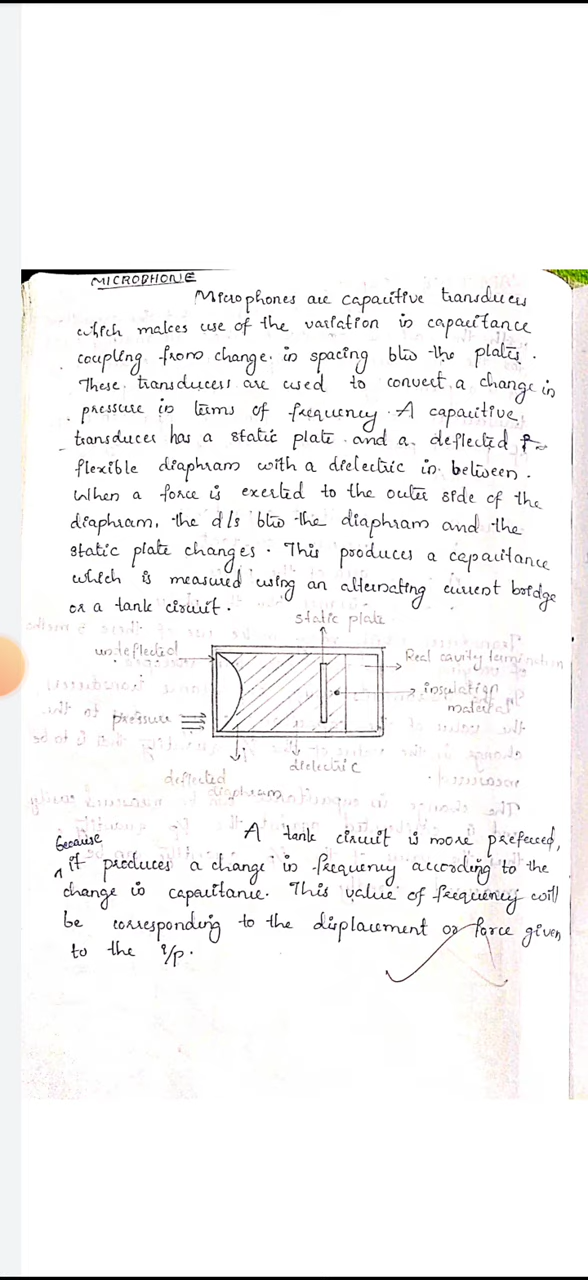 MICROPHONE
Microphones are capacitive transducers
which makes use of the variation in capacitance
coupling from change in spacing btw the plates.
These transducers are used to convert a change in
pressure in terms of frequency. A capacitive
transducer has a static plate and a deflected
flexible diaphram with a dielectric in between.
When a force is exerted to the outer side of the
diaphram, the d/s btw the diaphram and the
static plate changes. This produces a capacitance
which is measured using an alternating current bridge
or a tank circuit.
static plate
undeflected
Real cavity termination
insulation
material
pressure
dielectric
deflected
diaphram
A tank circuit is more preferred,
because
it produces a change in frequency according to the
change in capacitance. This value of frequency will
be corresponding to the displacement or force given
to the i/p.